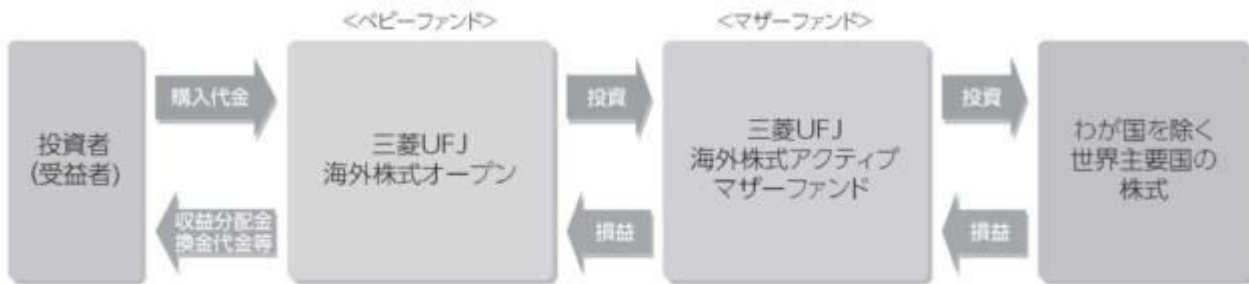 <ベビーファンド>
<マザーファンド>
投資者
(受益者)
購入代金
収益分配金
換金代金等
三菱UFJ
海外株式オープン
投資
損益
三菱UFJ
海外株式アクティブ
マザーファンド
投資
損益
わが国を除く
世界主要国の
株式